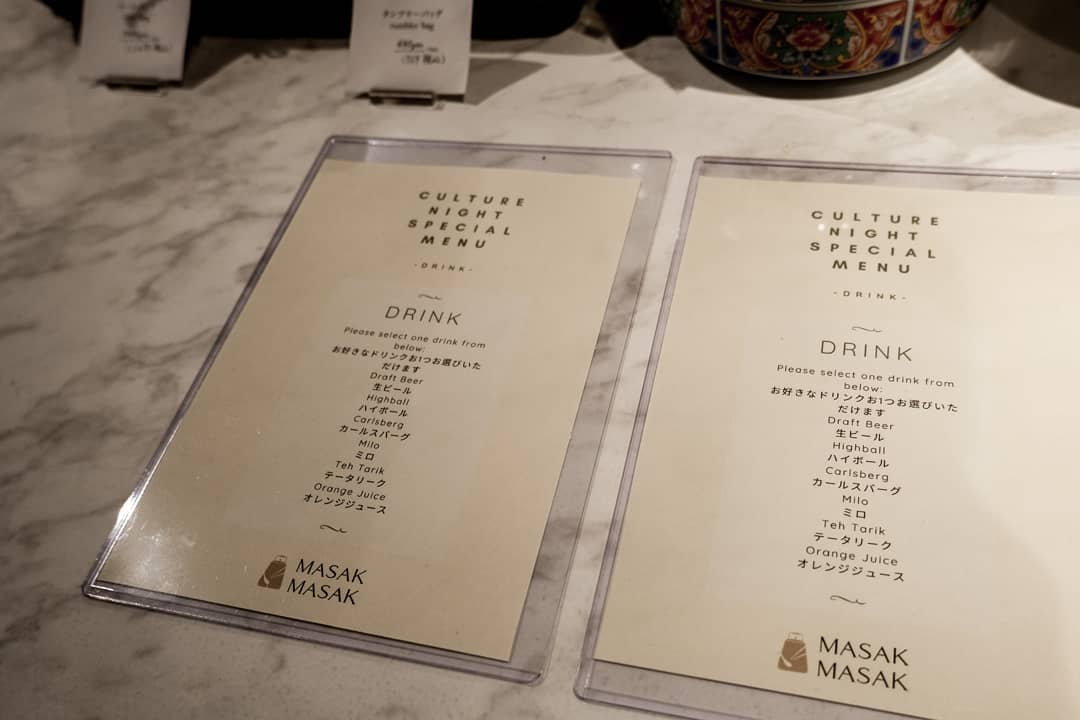 タンブラーバッグ
tumbler bag
CULTURE
NIGHT
SPECIAL
MENU
-DRINK-
DRINK
Please select one drink from
below:
お好きなドリンクお1つお選びいた
だけます
Draft Beer
生ビール
Highball
ハイボール
Carlsberg
カールスバーグ
Milo
ミロ
Teh Tarik
テータリーク
Orange Juice
オレンジジュース
MASAK
MASAK
CULTURE
NIGHT
SPECIAL
MENU
-DRINK-
DRINK
Please select one drink from
below:
お好きなドリンクお1つお選びいた
だけます
Draft Beer
生ビール
Highball
ハイボール
Carlsberg
カールスバーグ
Milo
ミロ
Teh Tarik
テータリーク
Orange Juice
オレンジジュース
MASAK
MASAK